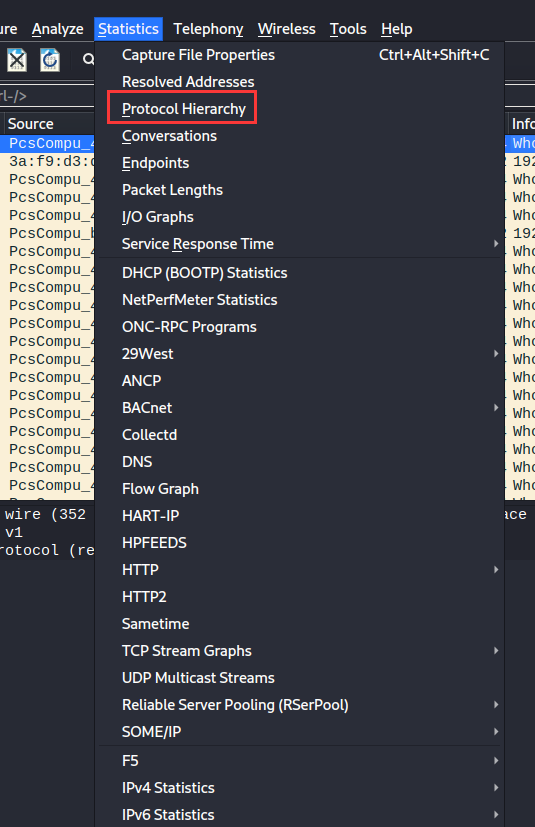 ure Analyze Statistics Telephony Wireless Tools Help
Capture File Properties Ctrl+Alt+Shift+C
rl-/>
Resolved Addresses
Source Info
Protocol Hierarchy
PcsCompu_4 Who
Conversations
3a:f9:d3:d 192
Endpoints
PcsCompu_4 Who
Packet Lengths
PcsCompu_4 Who
I/O Graphs
PcsCompu_4 Who
PcsCompu_b 192
Service Response Time
PcsCompu_4 Who
DHCP (BOOTP) Statistics
PcsCompu_4 Who
NetPerfMeter Statistics
PcsCompu_4 Who
ONC-RPC Programs
PcsCompu_4 Who
PcsCompu_4 Who
29West
PcsCompu_4 Who
ANCP
PcsCompu_4 Who
BACnet
PcsCompu_4 Who
Collectd
PcsCompu_4 Who
PcsCompu_4 Who
DNS
PcsCompu_4 Who
Flow Graph
PcsCompu_4 Who
PcsCompu_4 Who
HART-IP
wire (352 ace
v1
HPFEEDS
rotocol (re
HTTP
HTTP2
Sametime
TCP Stream Graphs
UDP Multicast Streams
Reliable Server Pooling (RSerPool)
SOME/IP
F5
IPv4 Statistics
IPv6 Statistics